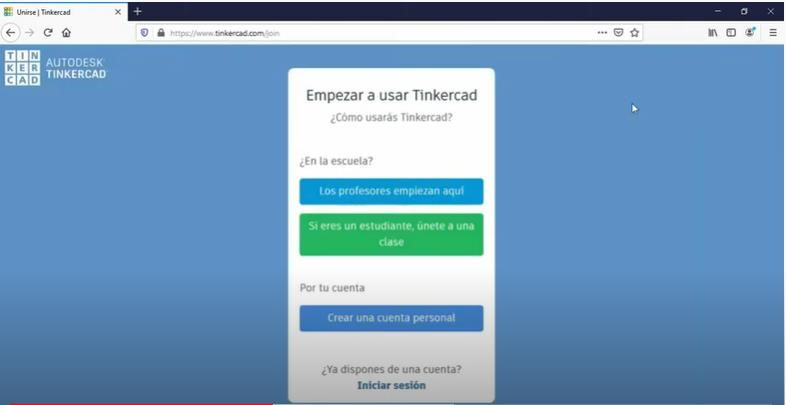 Unirse | Tinkercad
https://www.tinkercad.com/join
TIN
KER
CAD
AUTODESK
TINKERCAD
Empezar a usar Tinkercad
¿Cómo usarás Tinkercad?
¿En la escuela?
Los profesores empiezan aquí
Si eres un estudiante, únete a una
clase
Por tu cuenta
Crear una cuenta personal
¿Ya dispones de una cuenta?
Iniciar sesión